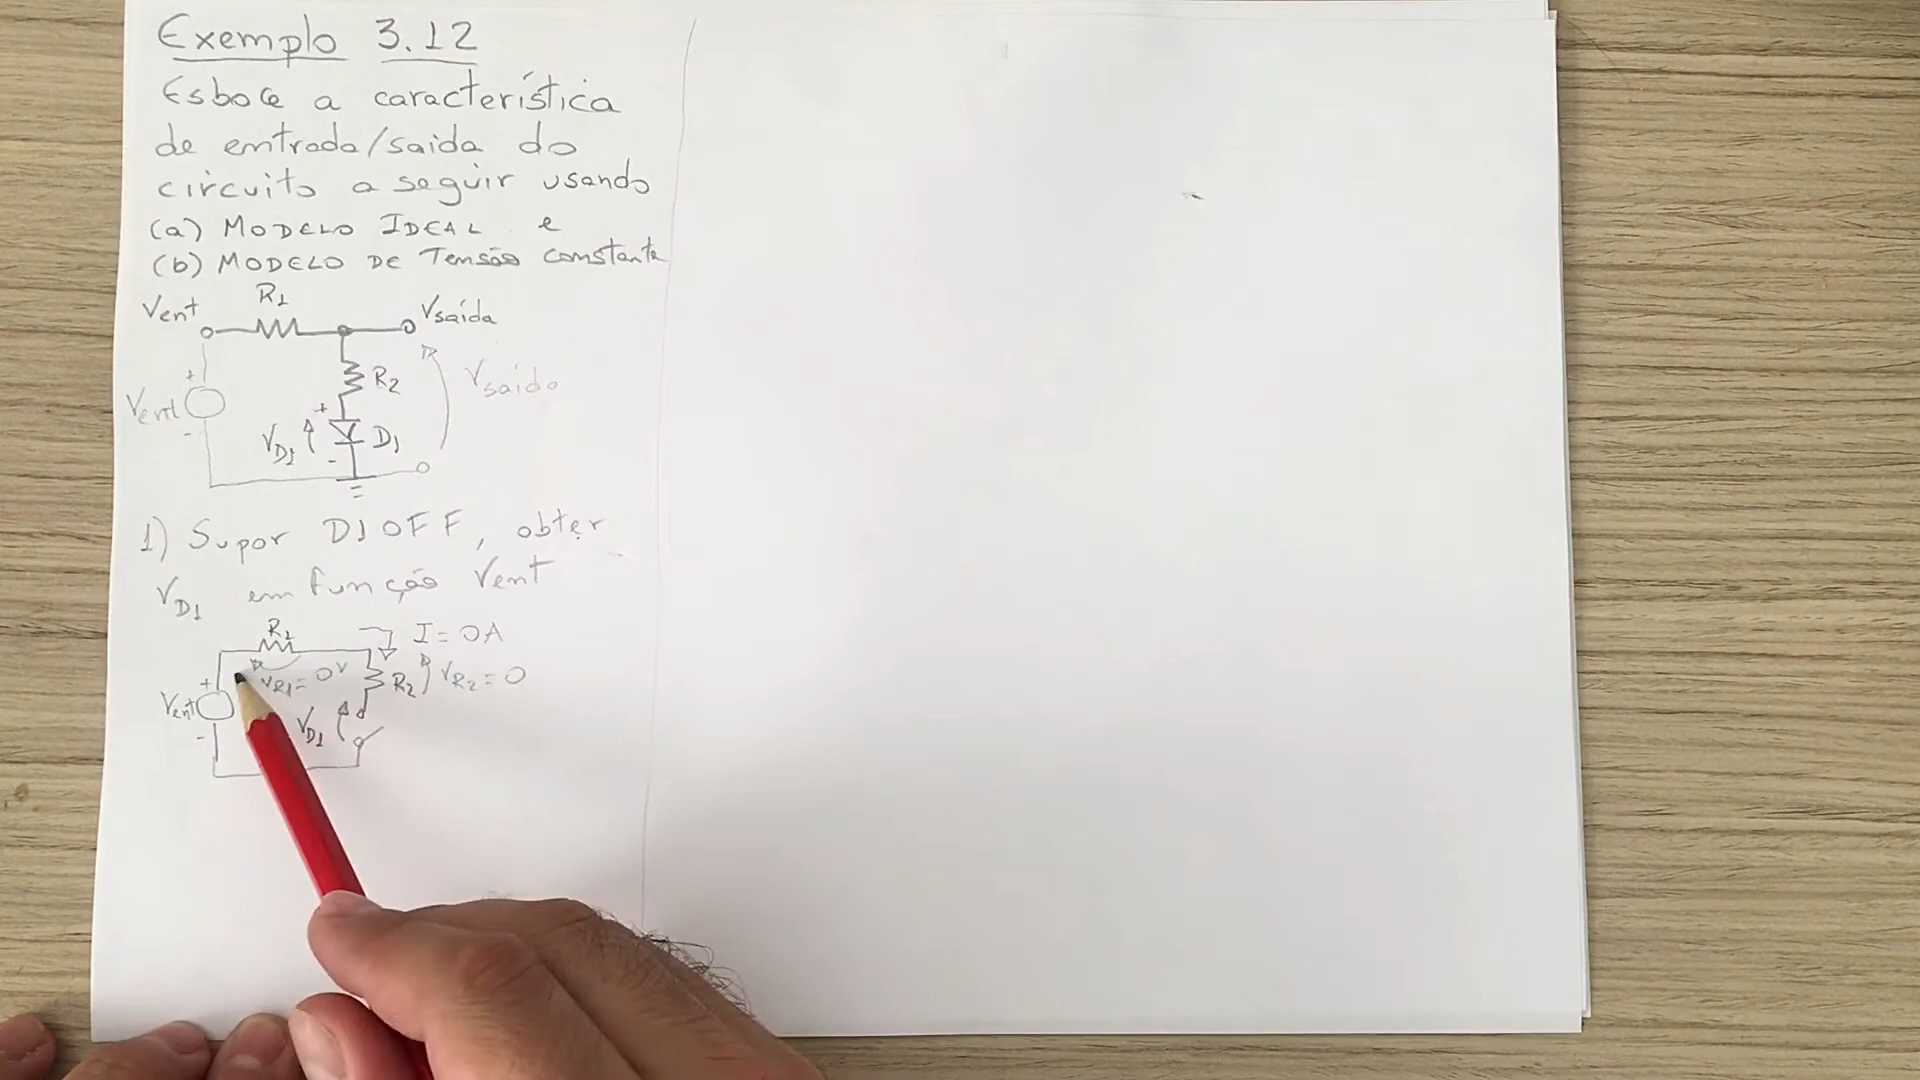 Exemplo 3.12
Esboce a característica
de entrada/saída do
circuito a seguir usando
(a) MODELO IDEAL e
(b) MODELO DE Tensão constante
Vent R1 Vsaída
R2
Vsaída
Vent + -
VD1 + - D1
1) Supor D1 OFF, obter
VD1 em função Vent
R1 I = 0A
VR1 = 0V R2 VR2 = 0
Vent + - VD1